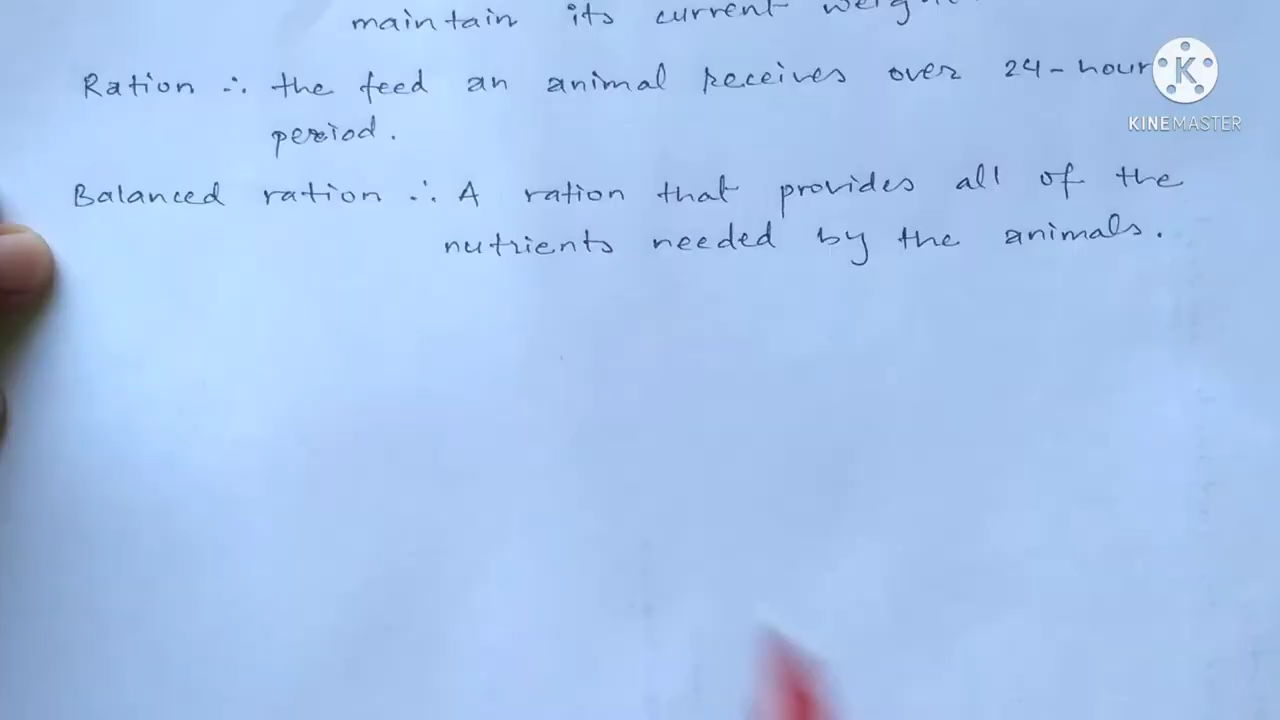 maintain its current weight
Ration ∴ the feed an animal receives over 24-hour
period.
Balanced ration ∴ A ration that provides all of the
nutrients needed by the animals.
K
KINEMASTER